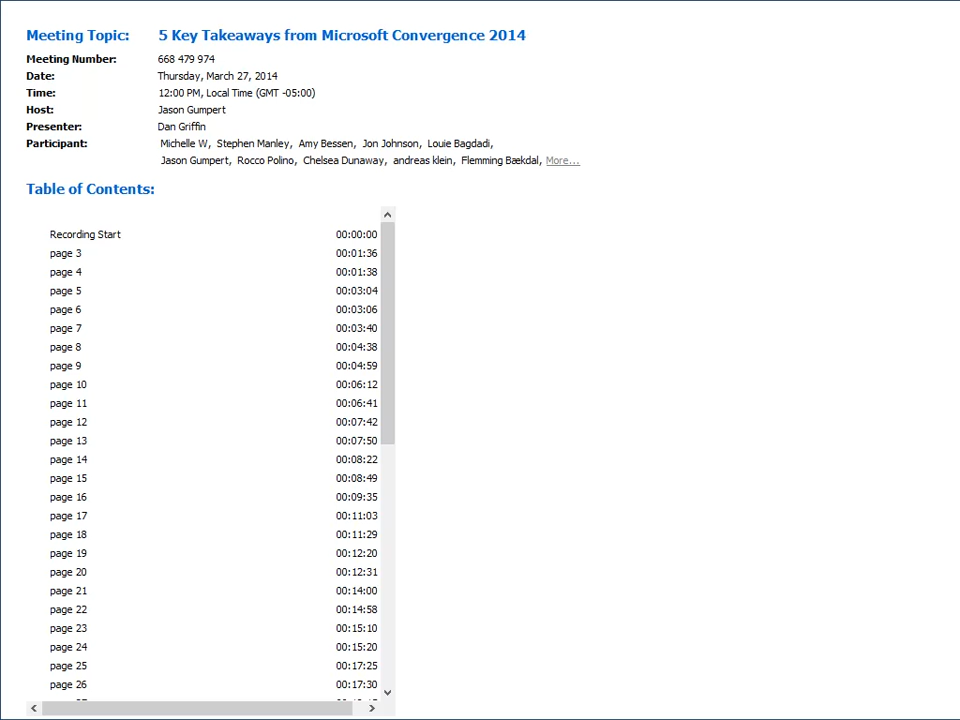 Meeting Topic: 5 Key Takeaways from Microsoft Convergence 2014
Meeting Number: 668 479 974
Date: Thursday, March 27, 2014
Time: 12:00 PM, Local Time (GMT -05:00)
Host: Jason Gumpert
Presenter: Dan Griffin
Participant: Michelle W, Stephen Manley, Amy Bessen, Jon Johnson, Louie Bagdadi,
Jason Gumpert, Rocco Polino, Chelsea Dunaway, andreas klein, Flemming Bækdal, More...
Table of Contents:
Recording Start 00:00:00
page 3 00:01:36
page 4 00:01:38
page 5 00:03:04
page 6 00:03:06
page 7 00:03:40
page 8 00:04:38
page 9 00:04:59
page 10 00:06:12
page 11 00:06:41
page 12 00:07:42
page 13 00:07:50
page 14 00:08:22
page 15 00:08:49
page 16 00:09:35
page 17 00:11:03
page 18 00:11:29
page 19 00:12:20
page 20 00:12:31
page 21 00:14:00
page 22 00:14:58
page 23 00:15:10
page 24 00:15:20
page 25 00:17:25
page 26 00:17:30